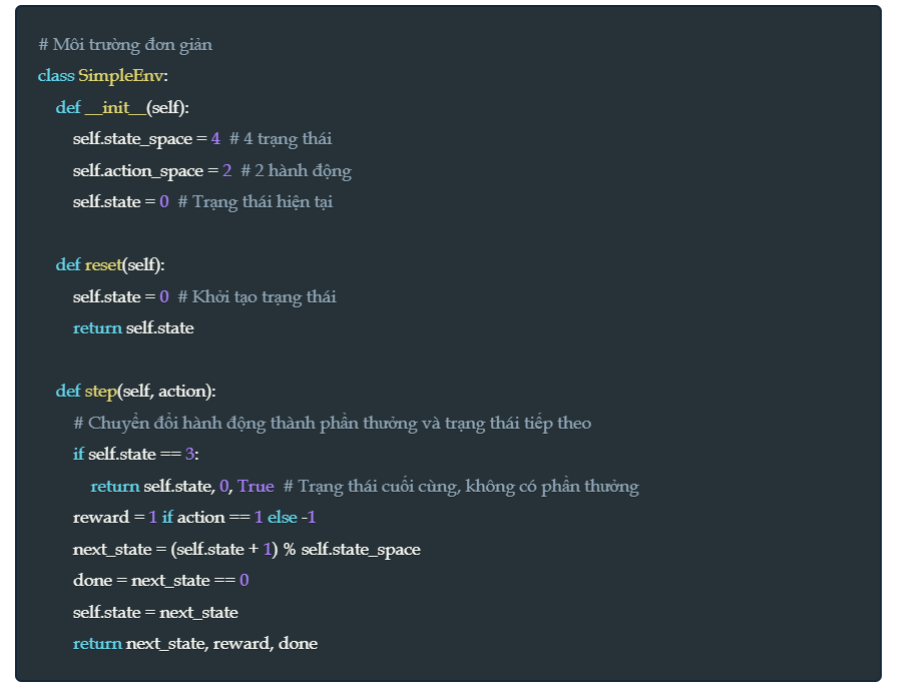 # Môi trường đơn giản
class SimpleEnv:
    def __init__(self):
        self.state_space = 4  # 4 trạng thái
        self.action_space = 2  # 2 hành động
        self.state = 0  # Trạng thái hiện tại

    def reset(self):
        self.state = 0  # Khởi tạo trạng thái
        return self.state

    def step(self, action):
        # Chuyển đổi hành động thành phần thưởng và trạng thái tiếp theo
        if self.state == 3:
            return self.state, 0, True  # Trạng thái cuối cùng, không có phần thưởng
        reward = 1 if action == 1 else -1
        next_state = (self.state + 1) % self.state_space
        done = next_state == 0
        self.state = next_state
        return next_state, reward, done